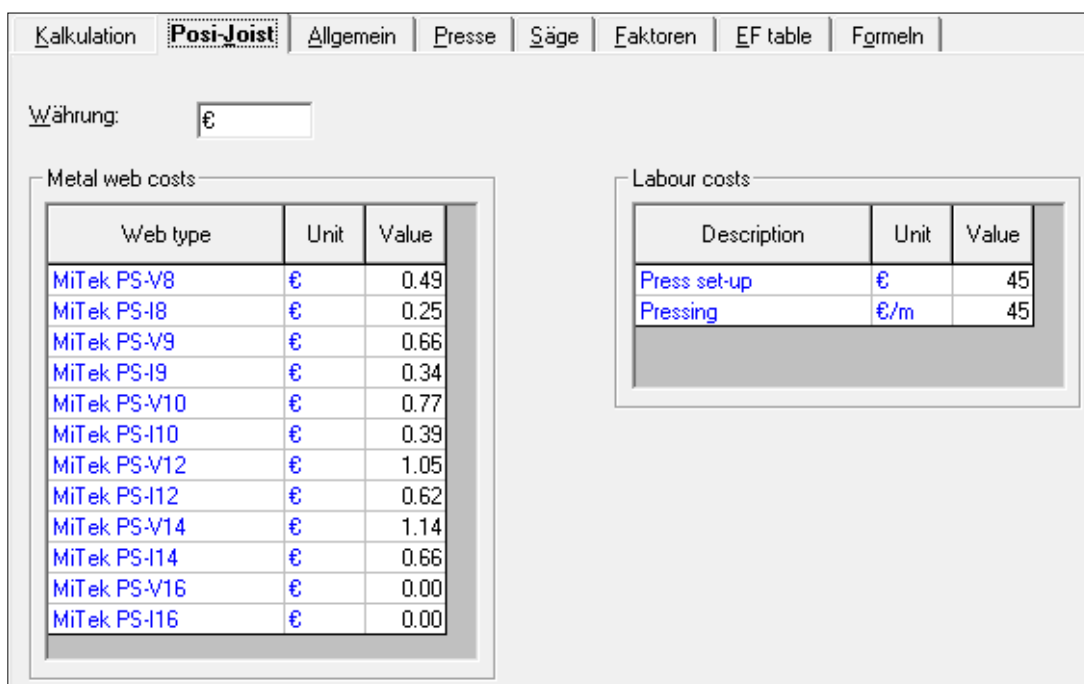 Kalkulation Posi-Joist Allgemein Presse Säge Faktoren EF table Formeln
Währung: €
Metal web costs
Web type Unit Value
MiTek PS-V8 € 0.49
MiTek PS-I8 € 0.25
MiTek PS-V9 € 0.66
MiTek PS-I9 € 0.34
MiTek PS-V10 € 0.77
MiTek PS-I10 € 0.39
MiTek PS-V12 € 1.05
MiTek PS-I12 € 0.62
MiTek PS-V14 € 1.14
MiTek PS-I14 € 0.66
MiTek PS-V16 € 0.00
MiTek PS-I16 € 0.00
Labour costs
Description Unit Value
Press set-up € 45
Pressing €/m 45